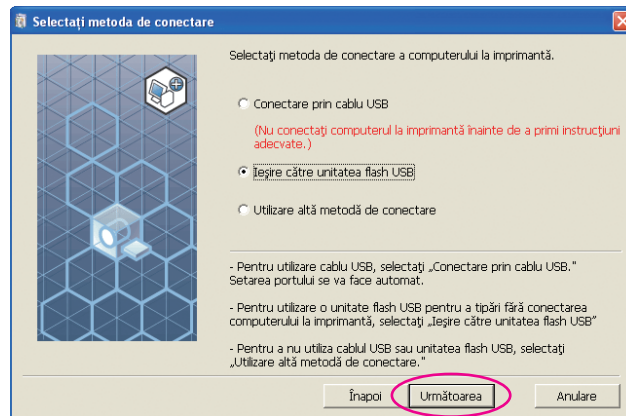 Selectați metoda de conectare
Selectaţi metoda de conectare a computerului la imprimantă.
Conectare prin cablu USB
(Nu conectaţi computerul la imprimantă înainte de a primi instrucţiuni
adecvate.)
Ieşire către unitatea flash USB
Utilizare altă metodă de conectare
- Pentru utilizare cablu USB, selectaţi „Conectare prin cablu USB."
Setarea portului se va face automat.
- Pentru utilizare o unitate flash USB pentru a tipări fără conectarea
computerului la imprimantă, selectaţi „Ieşire către unitatea flash USB”
- Pentru a nu utiliza cablul USB sau unitatea flash USB, selectaţi
„Utilizare altă metodă de conectare."
Înapoi Următoarea Anulare